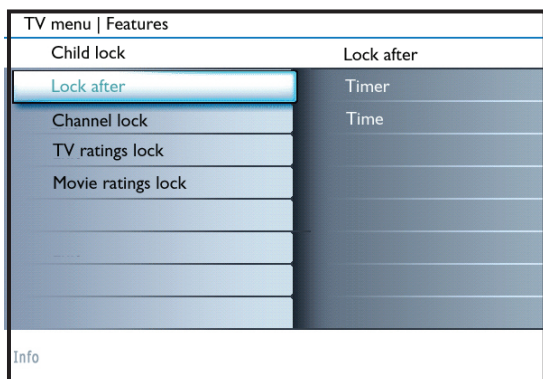 TV menu | Features
Child lock
Lock after
Lock after
Timer
Channel lock
Time
TV ratings lock
Movie ratings lock
Info